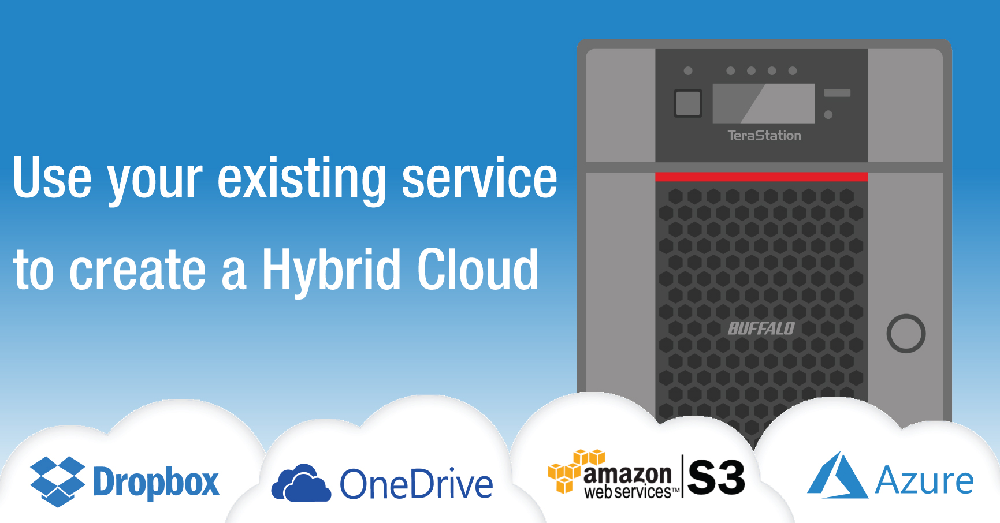 TeraStation
Use your existing service
to create a Hybrid Cloud
BUFFALO
Dropbox
OneDrive
amazon
web services™
S3
Azure